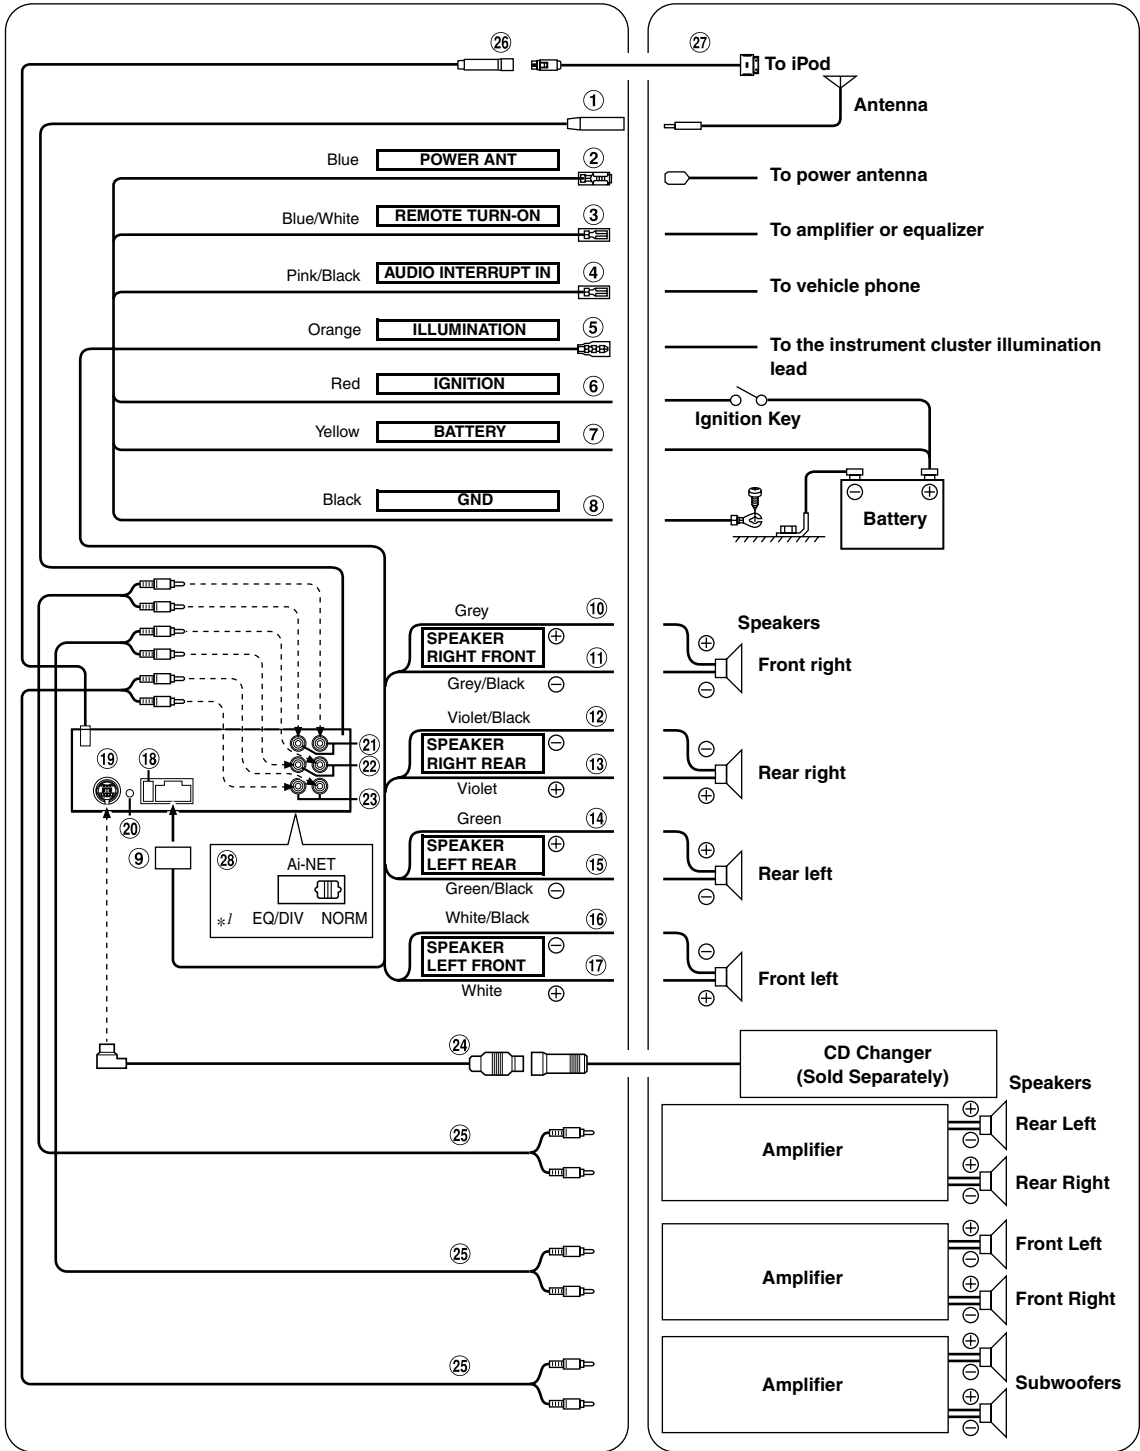 ㉖ ㉗
To iPod
① Antenna
Blue POWER ANT ② To power antenna
Blue/White REMOTE TURN-ON ③ To amplifier or equalizer
Pink/Black AUDIO INTERRUPT IN ④ To vehicle phone
Orange ILLUMINATION ⑤ To the instrument cluster illumination
lead
Red IGNITION ⑥ Ignition Key
Yellow BATTERY ⑦
Black GND ⑧
⊖ ⊕
Battery
Speakers
Grey ⑩
SPEAKER ⊕ ⊕
RIGHT FRONT ⑪ Front right
Grey/Black ⊖ ⊖
Violet/Black ⑫
SPEAKER ⊖ ⊖
RIGHT REAR ⑬ Rear right
Violet ⊕ ⊕
Green ⑭
SPEAKER ⊕ ⊕
LEFT REAR ⑮ Rear left
Green/Black ⊖ ⊖
White/Black ⑯
SPEAKER ⊖ ⊖
LEFT FRONT ⑰ Front left
White ⊕ ⊕
⑲ ⑱ ㉑
㉒
㉓
⑳
⑨
㉘ Ai-NET
*1 EQ/DIV NORM
㉔ CD Changer
(Sold Separately)
Speakers
㉕ Amplifier
⊕ ⊖ Rear Left
⊕ ⊖ Rear Right
㉕ Amplifier
⊕ ⊖ Front Left
⊕ ⊖ Front Right
㉕ Amplifier
⊕ ⊖
Subwoofers
⊕ ⊖